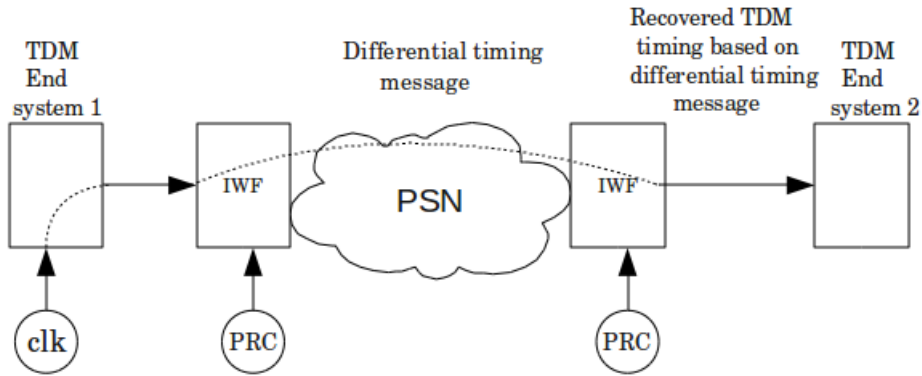 TDM
End
system 1
Differential timing
message
Recovered TDM
timing based on
differential timing
message
TDM
End
system 2
IWF
PSN
IWF
clk
PRC
PRC